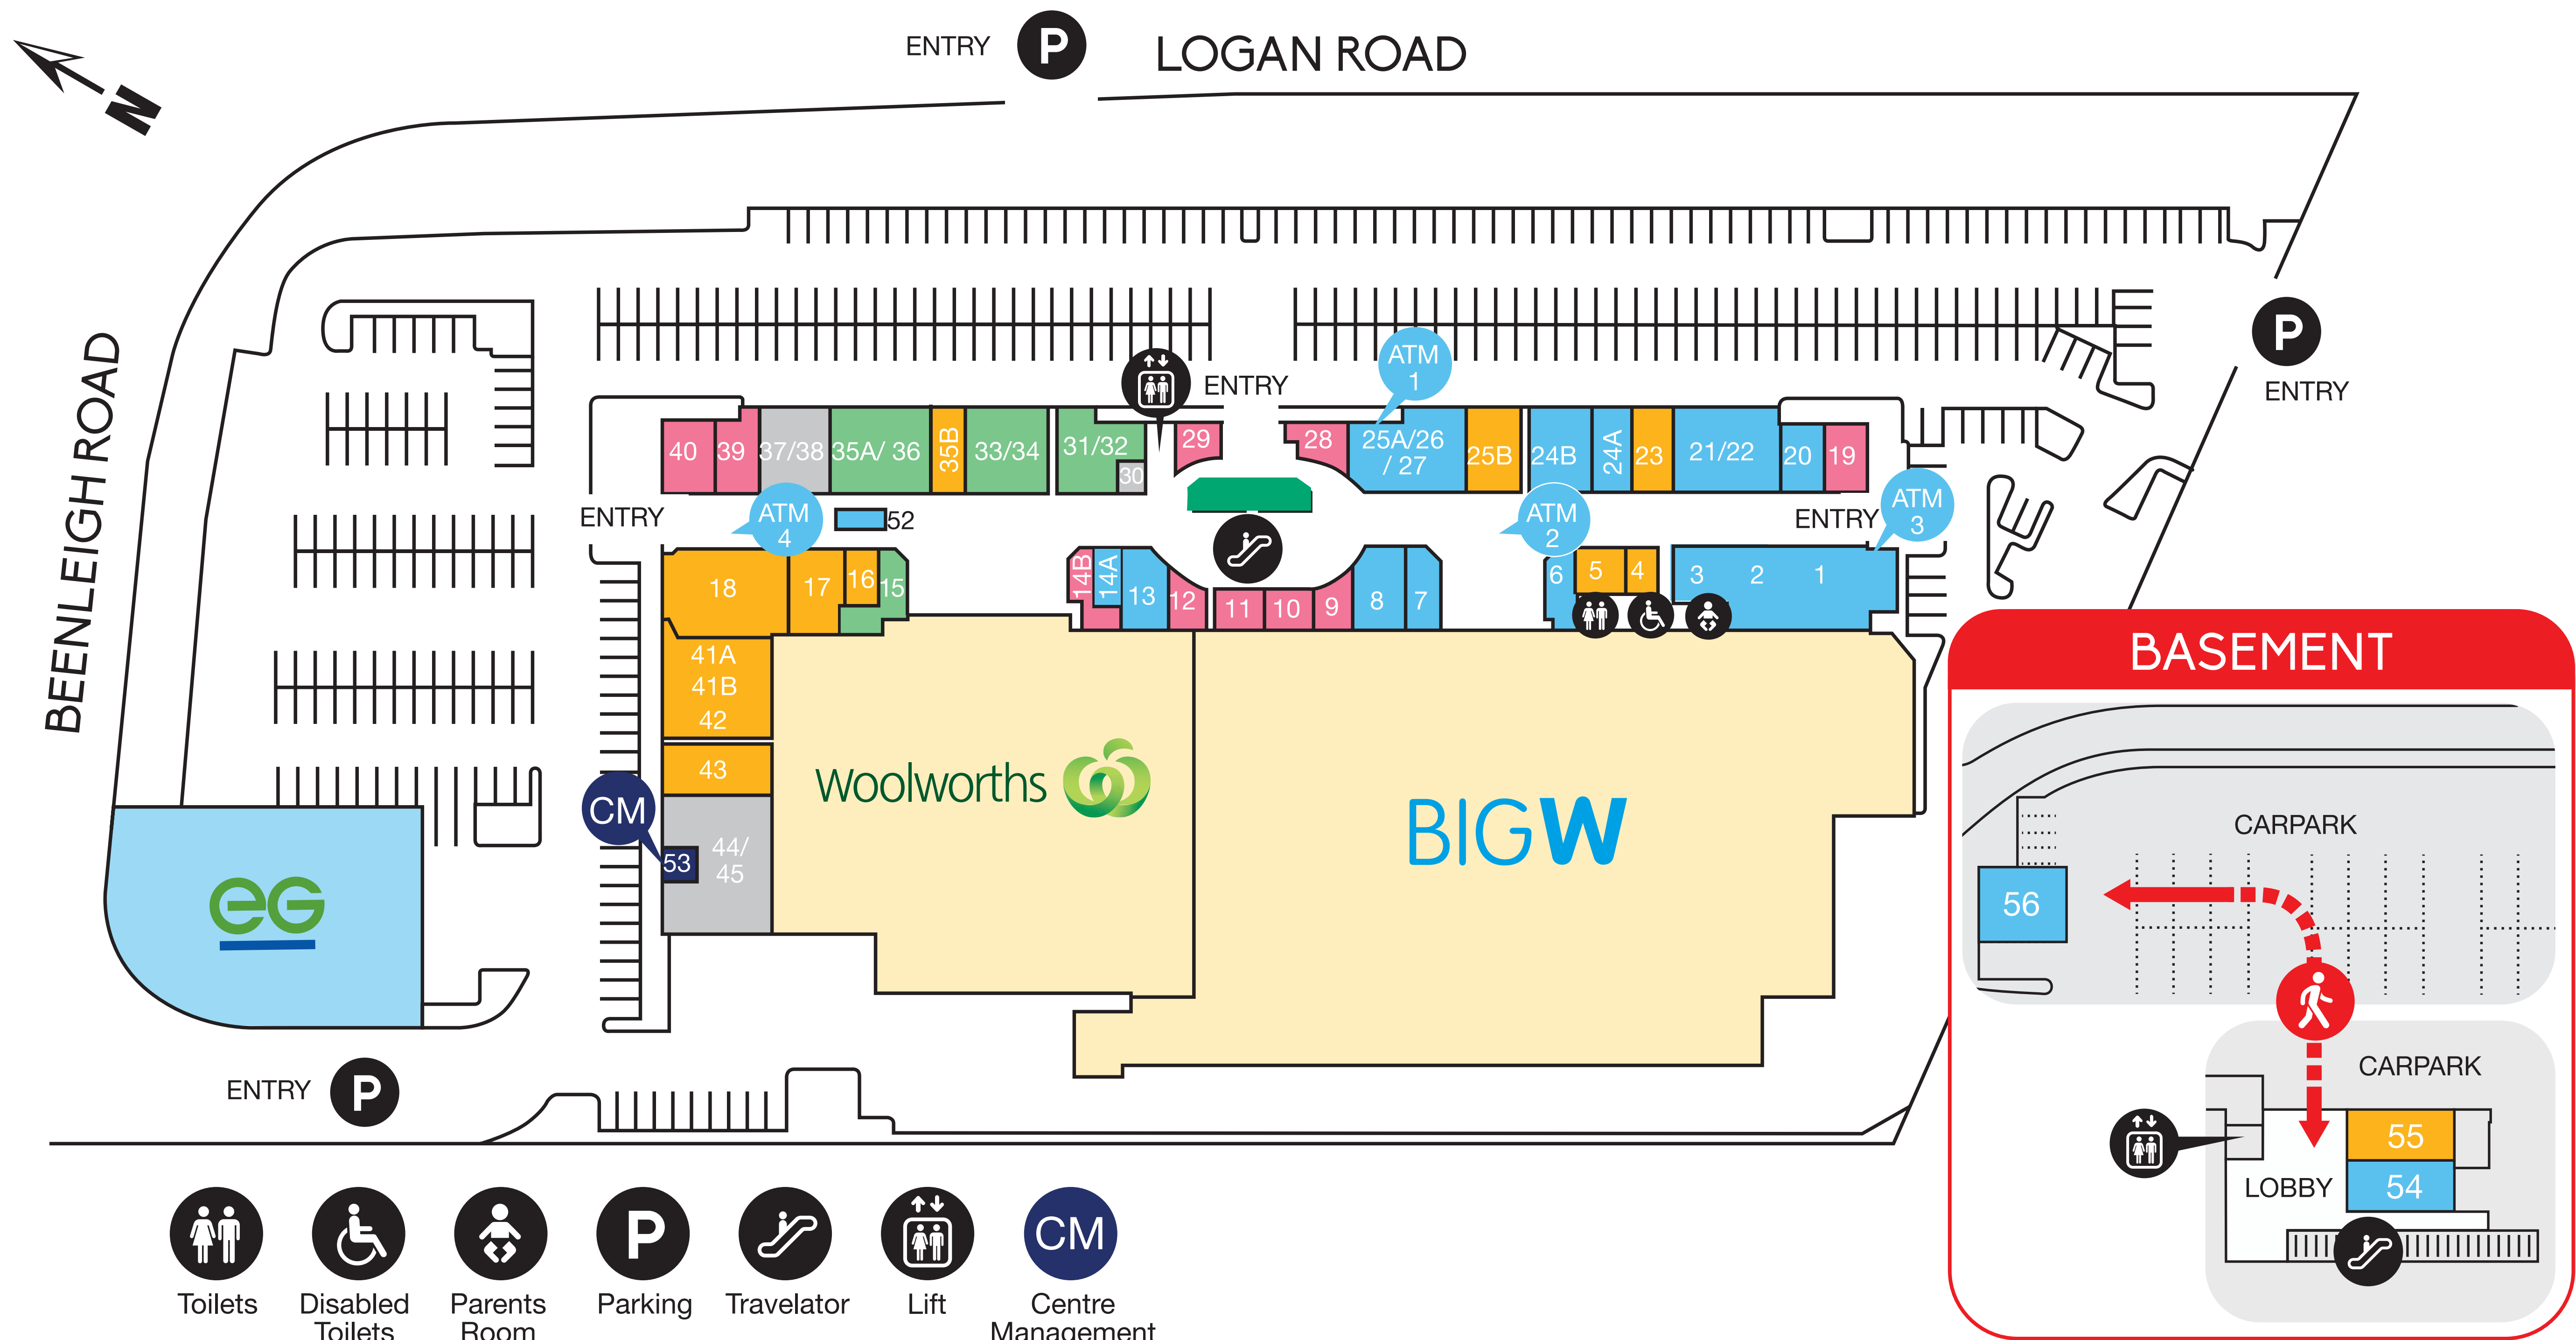 ENTRY P LOGAN ROAD
N
BEENLEIGH ROAD
P
ENTRY
ATM
1
ENTRY
40 39 37/38 35A/ 36 35B 33/34 31/32 30 29 28 25A/26
/ 27 25B 24B 24A 23 21/22 20 19
ENTRY
ATM
4
52
ATM
2
ENTRY
ATM
3
18 17 16 15 14B 14A 13 12 11 10 9 8 7 6 5 4 3 2 1
41A
41B
42
43
CM
53
44/
45
Woolworths
BIGW
eG
ENTRY P
BASEMENT
CARPARK
56
CARPARK
55
LOBBY
54
Toilets
Disabled
Toilets
Parents
Room
P
Parking
Travelator
Lift
CM
Centre
Management